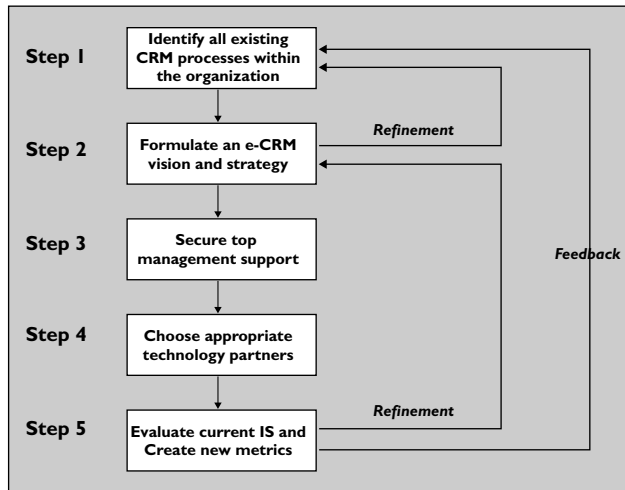 Step 1
Identify all existing
CRM processes within
the organization
Refinement
Step 2
Formulate an e-CRM
vision and strategy
Step 3
Secure top
management support
Feedback
Step 4
Choose appropriate
technology partners
Refinement
Step 5
Evaluate current IS and
Create new metrics